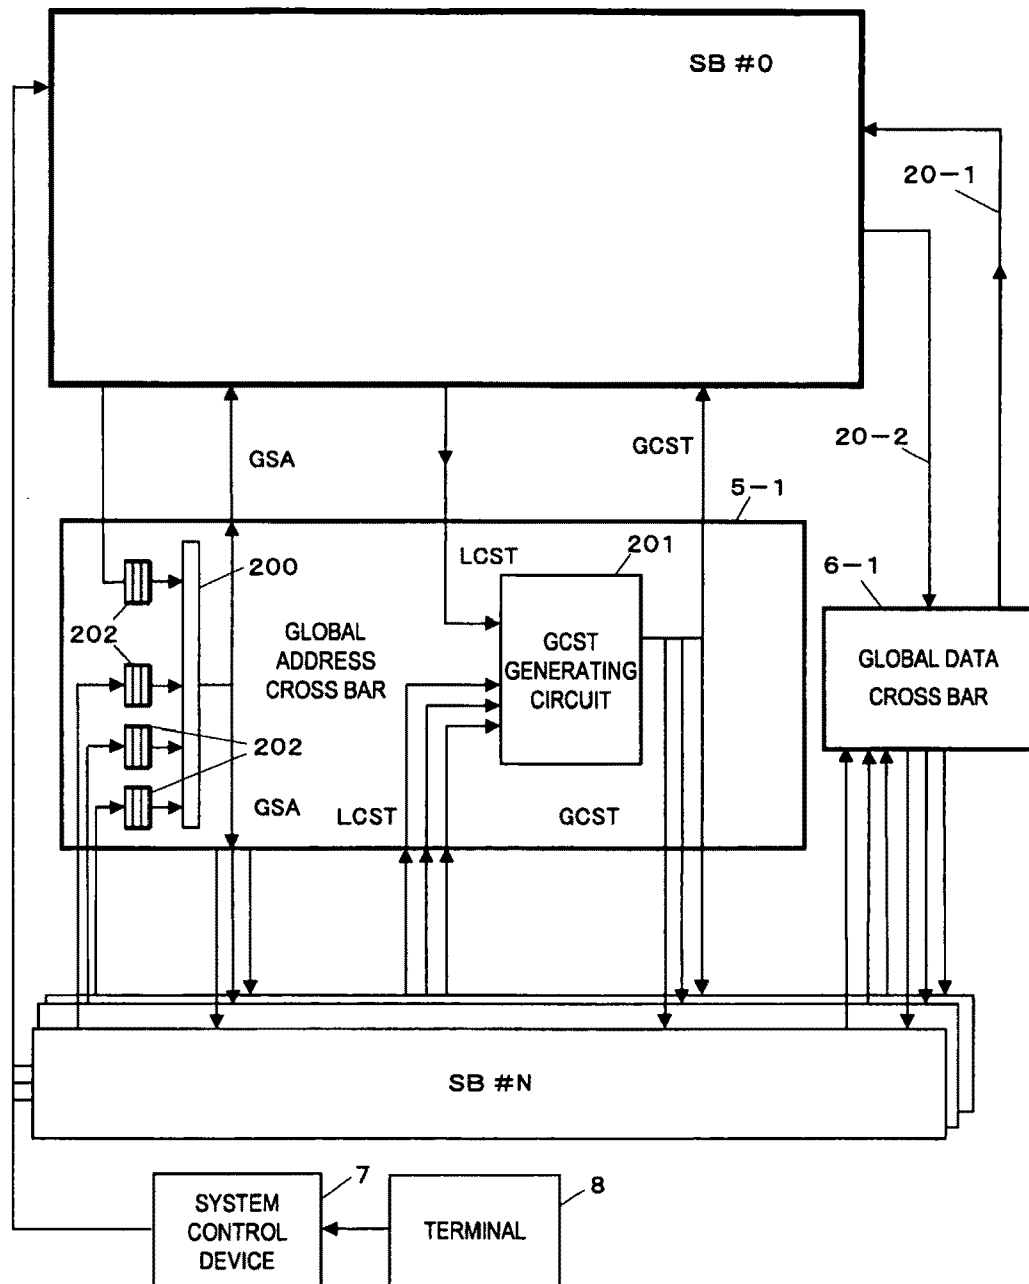 SB #0
20-1
20-2
GSA
GCST
5-1
LCST
201
200
6-1
202
GLOBAL
ADDRESS
CROSS BAR
GCST
GENERATING
CIRCUIT
GLOBAL DATA
CROSS BAR
202
GSA
LCST
GCST
SB #N
7
8
SYSTEM
CONTROL
DEVICE
TERMINAL